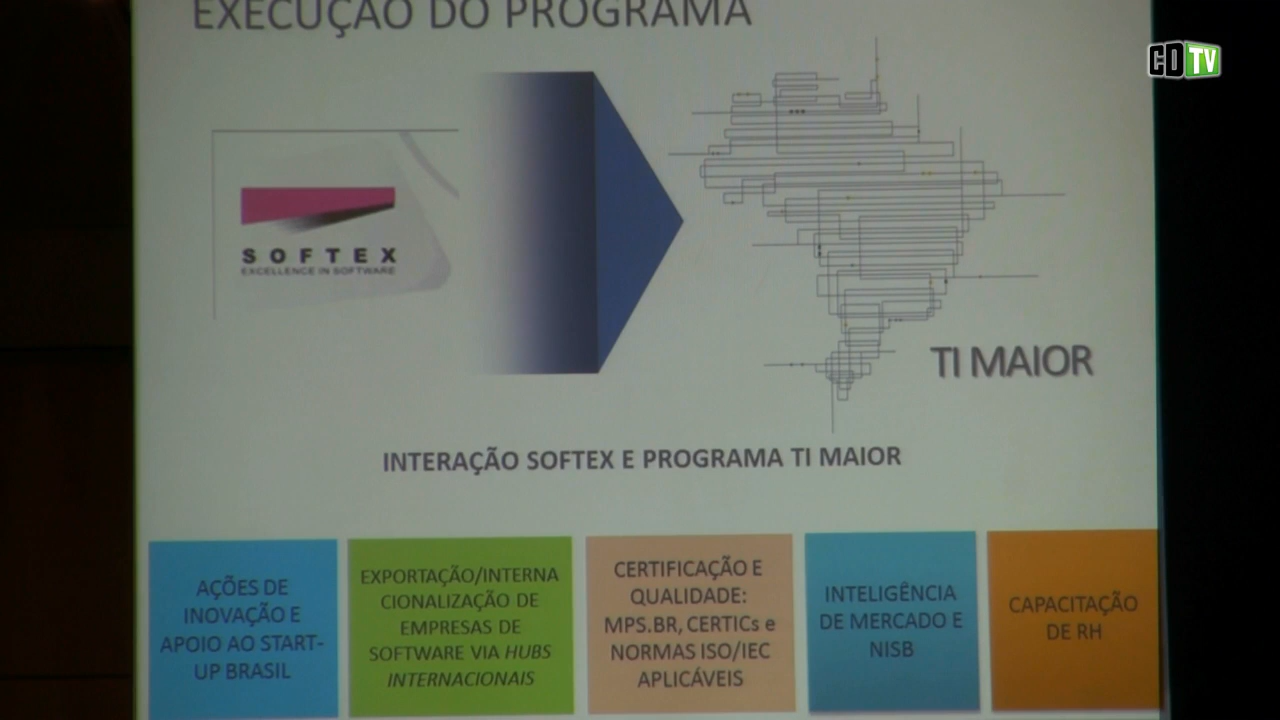 EXECUÇÃO DO PROGRAMA
CDTV
SOFTEX
EXCELLENCE IN SOFTWARE
TI MAIOR
INTERAÇÃO SOFTEX E PROGRAMA TI MAIOR
AÇÕES DE
INOVAÇÃO E
APOIO AO START-
UP BRASIL
EXPORTAÇÃO/INTERNA
CIONALIZAÇÃO DE
EMPRESAS DE
SOFTWARE VIA HUBS
INTERNACIONAIS
CERTIFICAÇÃO E
QUALIDADE:
MPS.BR, CERTICs e
NORMAS ISO/IEC
APLICÁVEIS
INTELIGÊNCIA
DE MERCADO E
NISB
CAPACITAÇÃO
DE RH